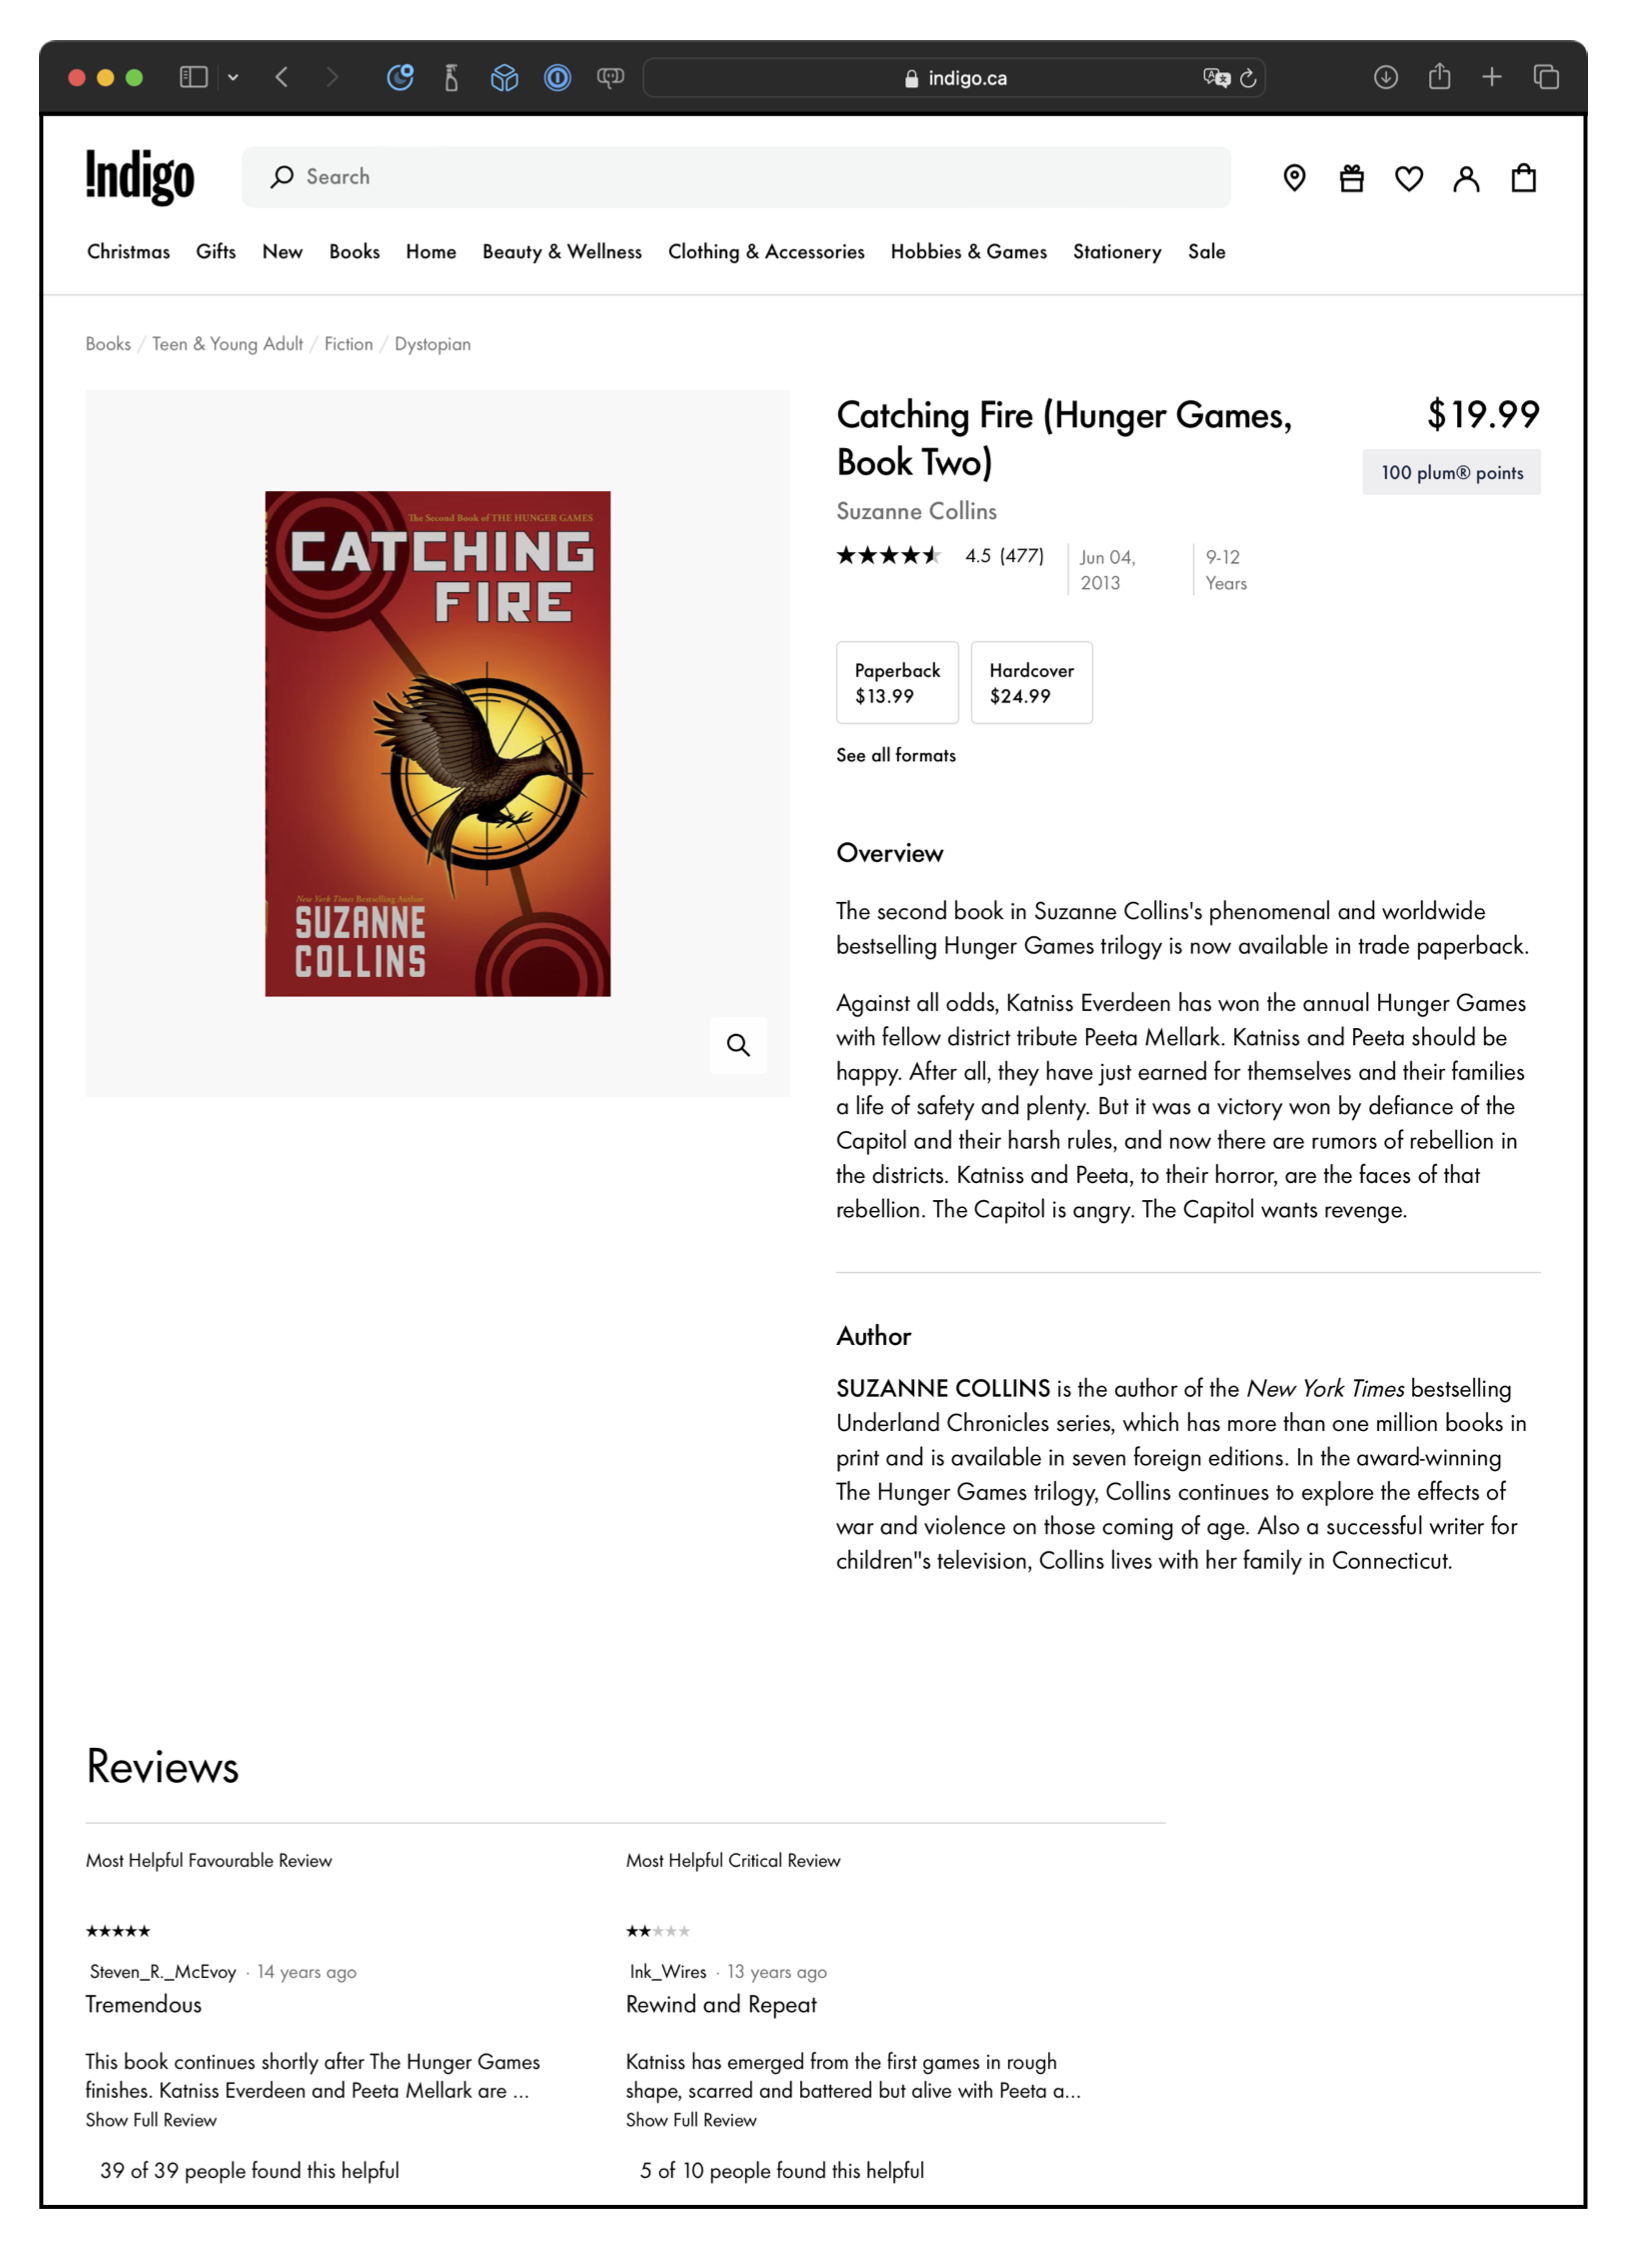 indigo.ca
!ndigo
Search
Christmas Gifts New Books Home Beauty & Wellness Clothing & Accessories Hobbies & Games Stationery Sale
Books / Teen & Young Adult / Fiction / Dystopian
The Second Book of THE HUNGER GAMES
CATCHING
FIRE
New York Times Bestselling Author
SUZANNE
COLLINS
Catching Fire (Hunger Games,
Book Two)
$19.99
100 plum® points
Suzanne Collins
4.5 (477)
Jun 04,
2013
9-12
Years
Paperback
$13.99
Hardcover
$24.99
See all formats
Overview
The second book in Suzanne Collins's phenomenal and worldwide
bestselling Hunger Games trilogy is now available in trade paperback.
Against all odds, Katniss Everdeen has won the annual Hunger Games
with fellow district tribute Peeta Mellark. Katniss and Peeta should be
happy. After all, they have just earned for themselves and their families
a life of safety and plenty. But it was a victory won by defiance of the
Capitol and their harsh rules, and now there are rumors of rebellion in
the districts. Katniss and Peeta, to their horror, are the faces of that
rebellion. The Capitol is angry. The Capitol wants revenge.
Author
SUZANNE COLLINS is the author of the New York Times bestselling
Underland Chronicles series, which has more than one million books in
print and is available in seven foreign editions. In the award-winning
The Hunger Games trilogy, Collins continues to explore the effects of
war and violence on those coming of age. Also a successful writer for
children"s television, Collins lives with her family in Connecticut.
Reviews
Most Helpful Favourable Review
Steven_R._McEvoy · 14 years ago
Tremendous
This book continues shortly after The Hunger Games
finishes. Katniss Everdeen and Peeta Mellark are ...
Show Full Review
39 of 39 people found this helpful
Most Helpful Critical Review
Ink_Wires · 13 years ago
Rewind and Repeat
Katniss has emerged from the first games in rough
shape, scarred and battered but alive with Peeta a...
Show Full Review
5 of 10 people found this helpful